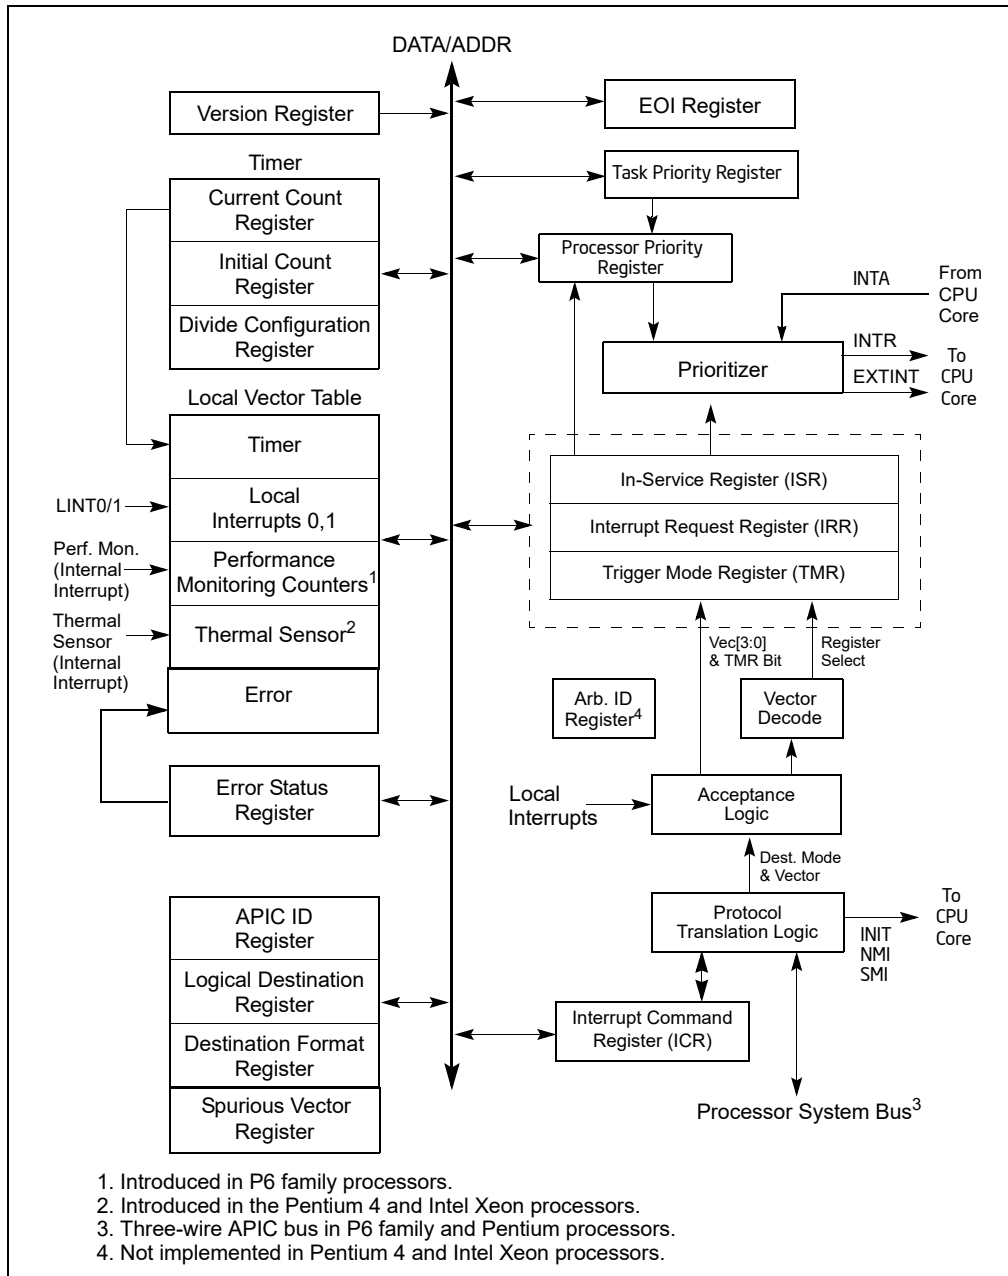 DATA/ADDR
Version Register
EOI Register
Timer
Task Priority Register
Current Count
Register
Initial Count
Register
Divide Configuration
Register
Processor Priority
Register
INTA
From
CPU
Core
Prioritizer
INTR
EXTINT
To
CPU
Core
Local Vector Table
Timer
Local
Interrupts 0,1
Performance
Monitoring Counters1
Thermal Sensor2
Error
LINT0/1
Perf. Mon.
(Internal
Interrupt)
Thermal
Sensor
(Internal
Interrupt)
In-Service Register (ISR)
Interrupt Request Register (IRR)
Trigger Mode Register (TMR)
Vec[3:0]
& TMR Bit
Register
Select
Arb. ID
Register4
Vector
Decode
Error Status
Register
Local
Interrupts
Acceptance
Logic
Dest. Mode
& Vector
APIC ID
Register
Logical Destination
Register
Destination Format
Register
Spurious Vector
Register
Protocol
Translation Logic
INIT
NMI
SMI
To
CPU
Core
Interrupt Command
Register (ICR)
Processor System Bus3
1. Introduced in P6 family processors.
2. Introduced in the Pentium 4 and Intel Xeon processors.
3. Three-wire APIC bus in P6 family and Pentium processors.
4. Not implemented in Pentium 4 and Intel Xeon processors.